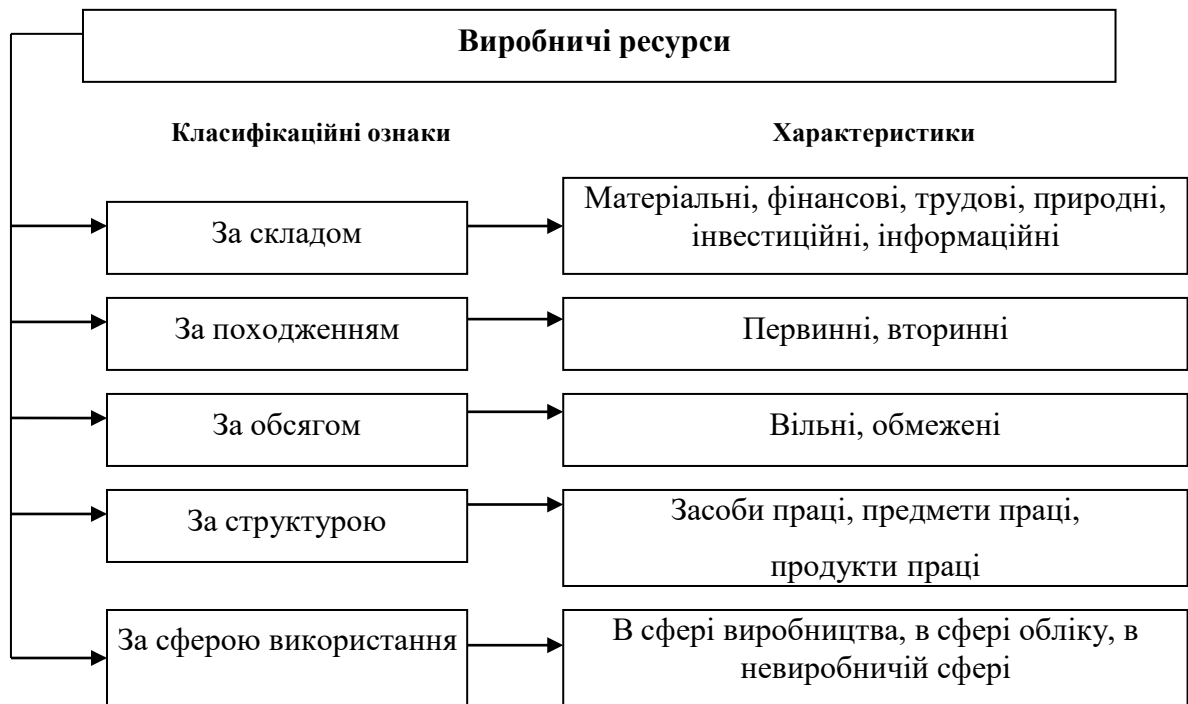 Виробничі ресурси
Класифікаційні ознаки
Характеристики
За складом
Матеріальні, фінансові, трудові, природні,
інвестиційні, інформаційні
За походженням
Первинні, вторинні
За обсягом
Вільні, обмежені
За структурою
Засоби праці, предмети праці,
продукти праці
За сферою використання
В сфері виробництва, в сфері обліку, в
невиробничій сфері